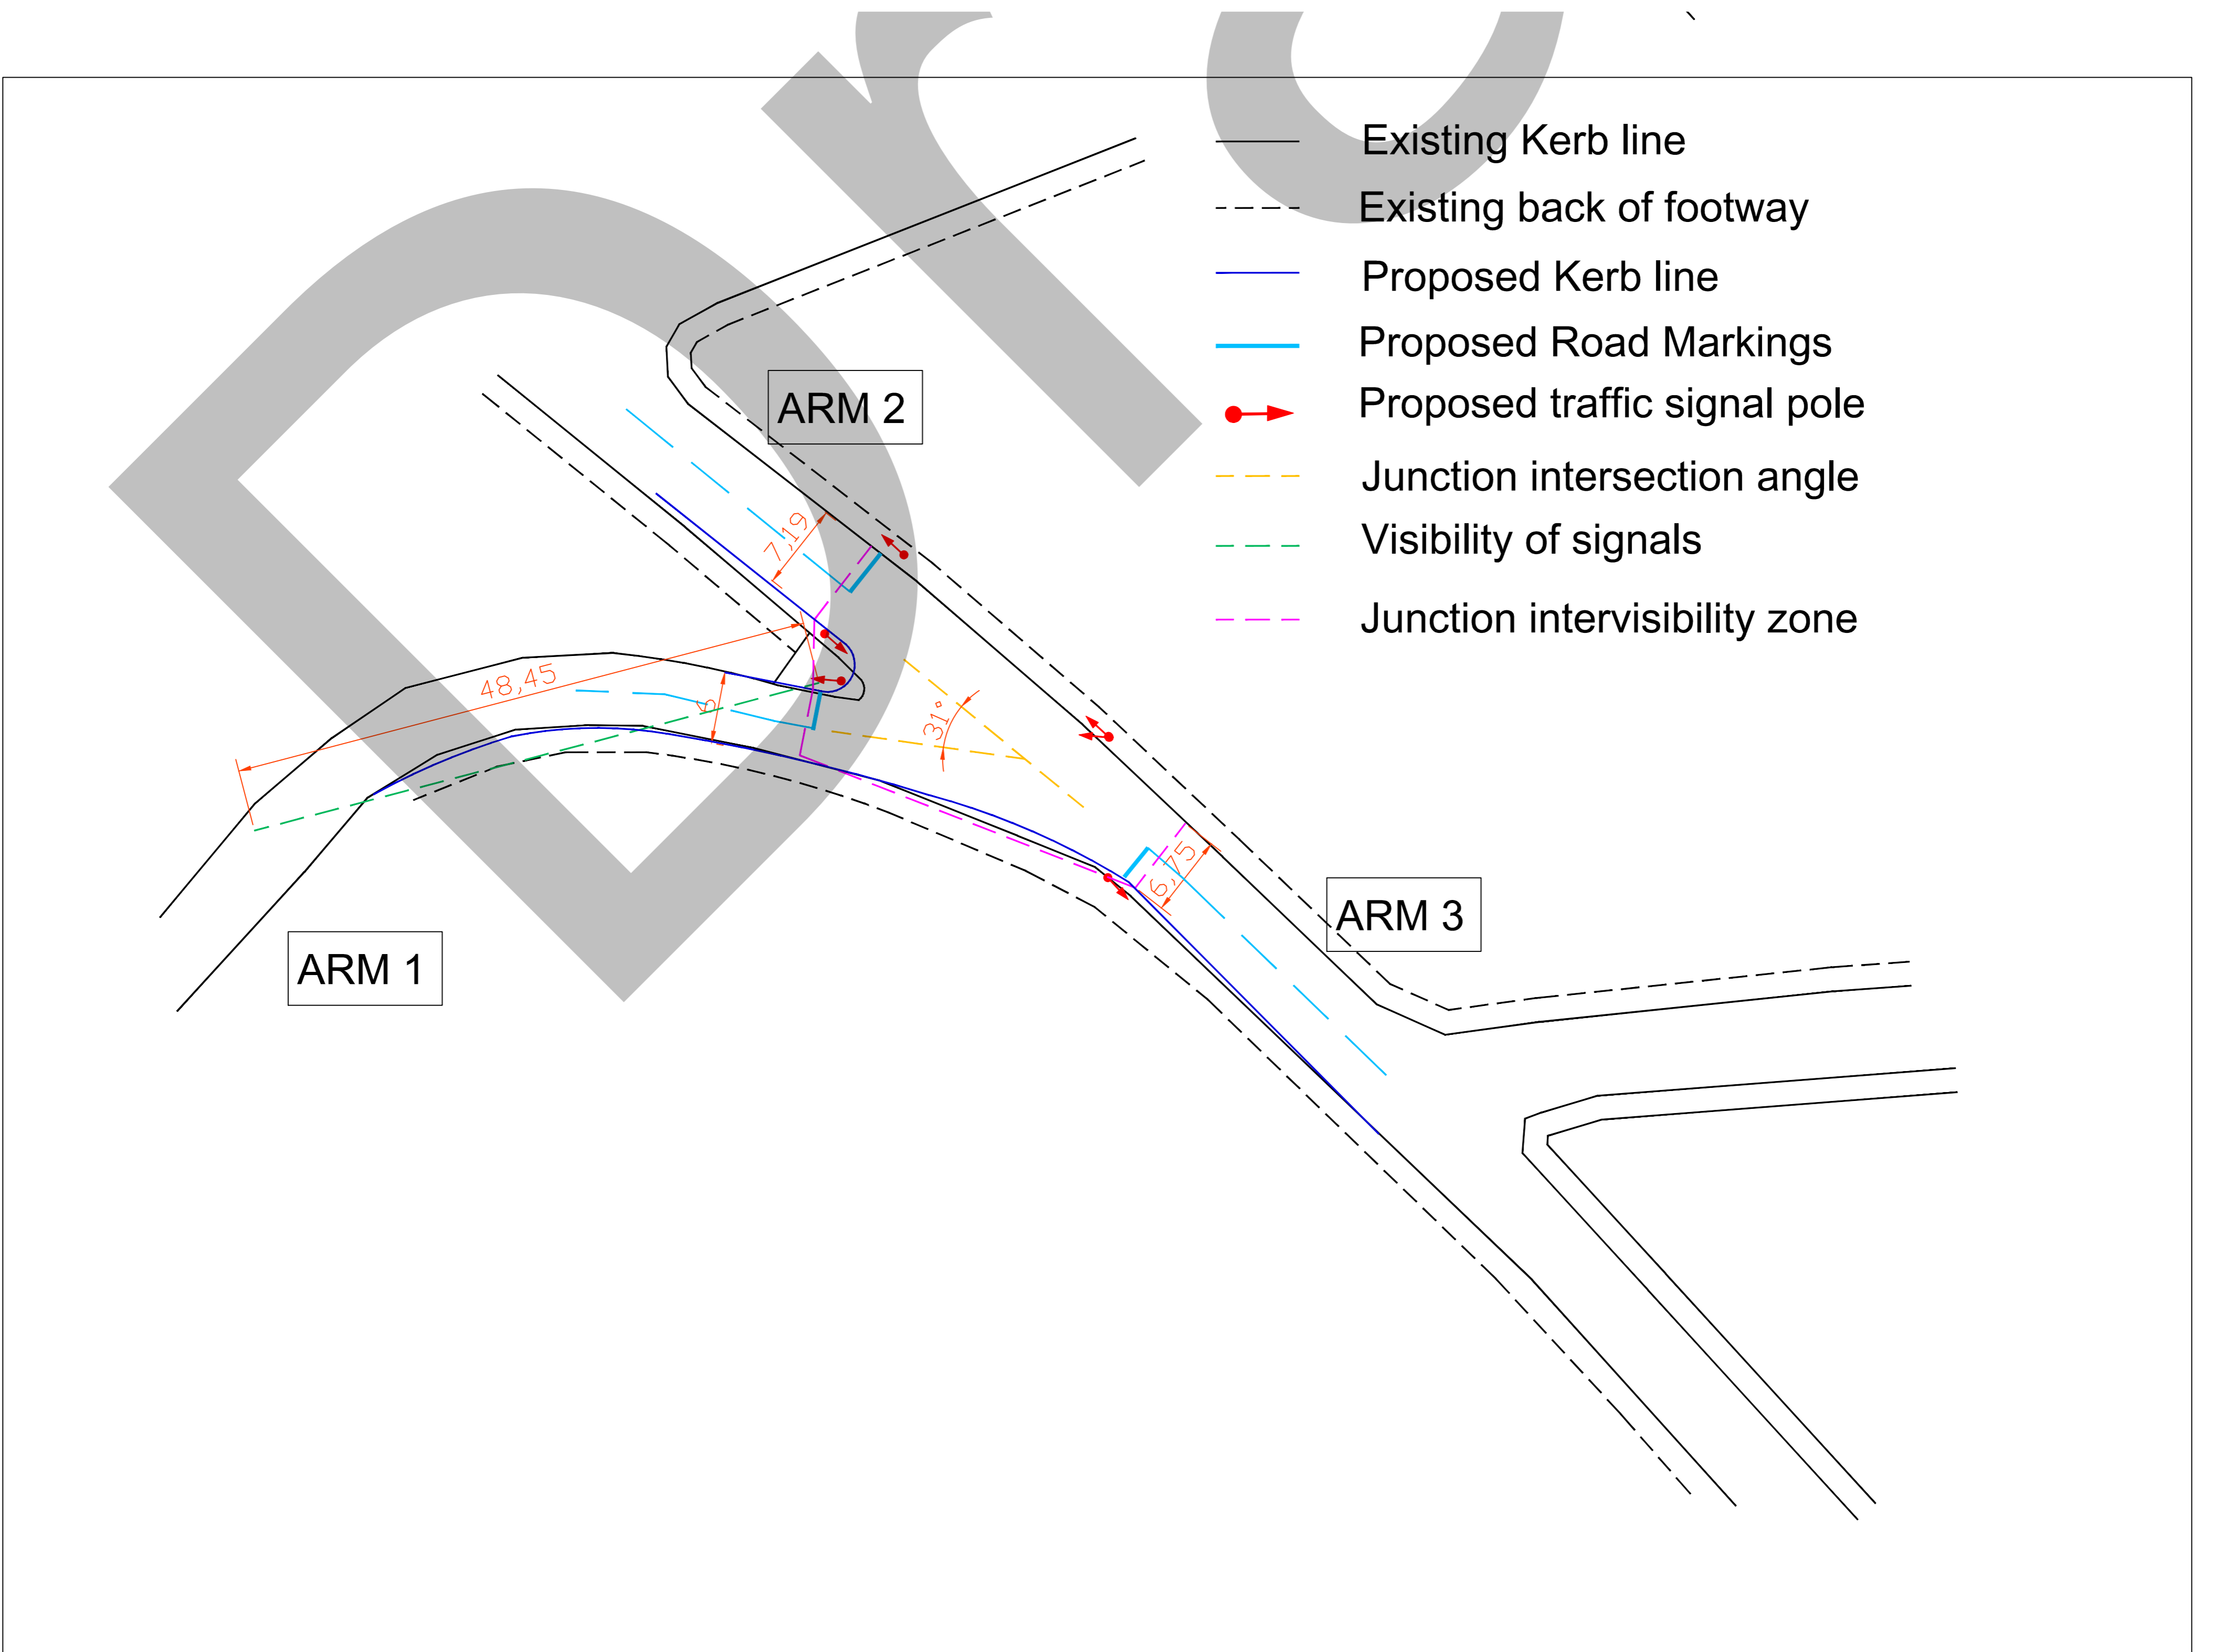 Existing Kerb line
Existing back of footway
Proposed Kerb line
Proposed Road Markings
Proposed traffic signal pole
Junction intersection angle
Visibility of signals
Junction intervisibility zone
ARM 2
7,19
48,45
5
31°
6,75
ARM 3
ARM 1